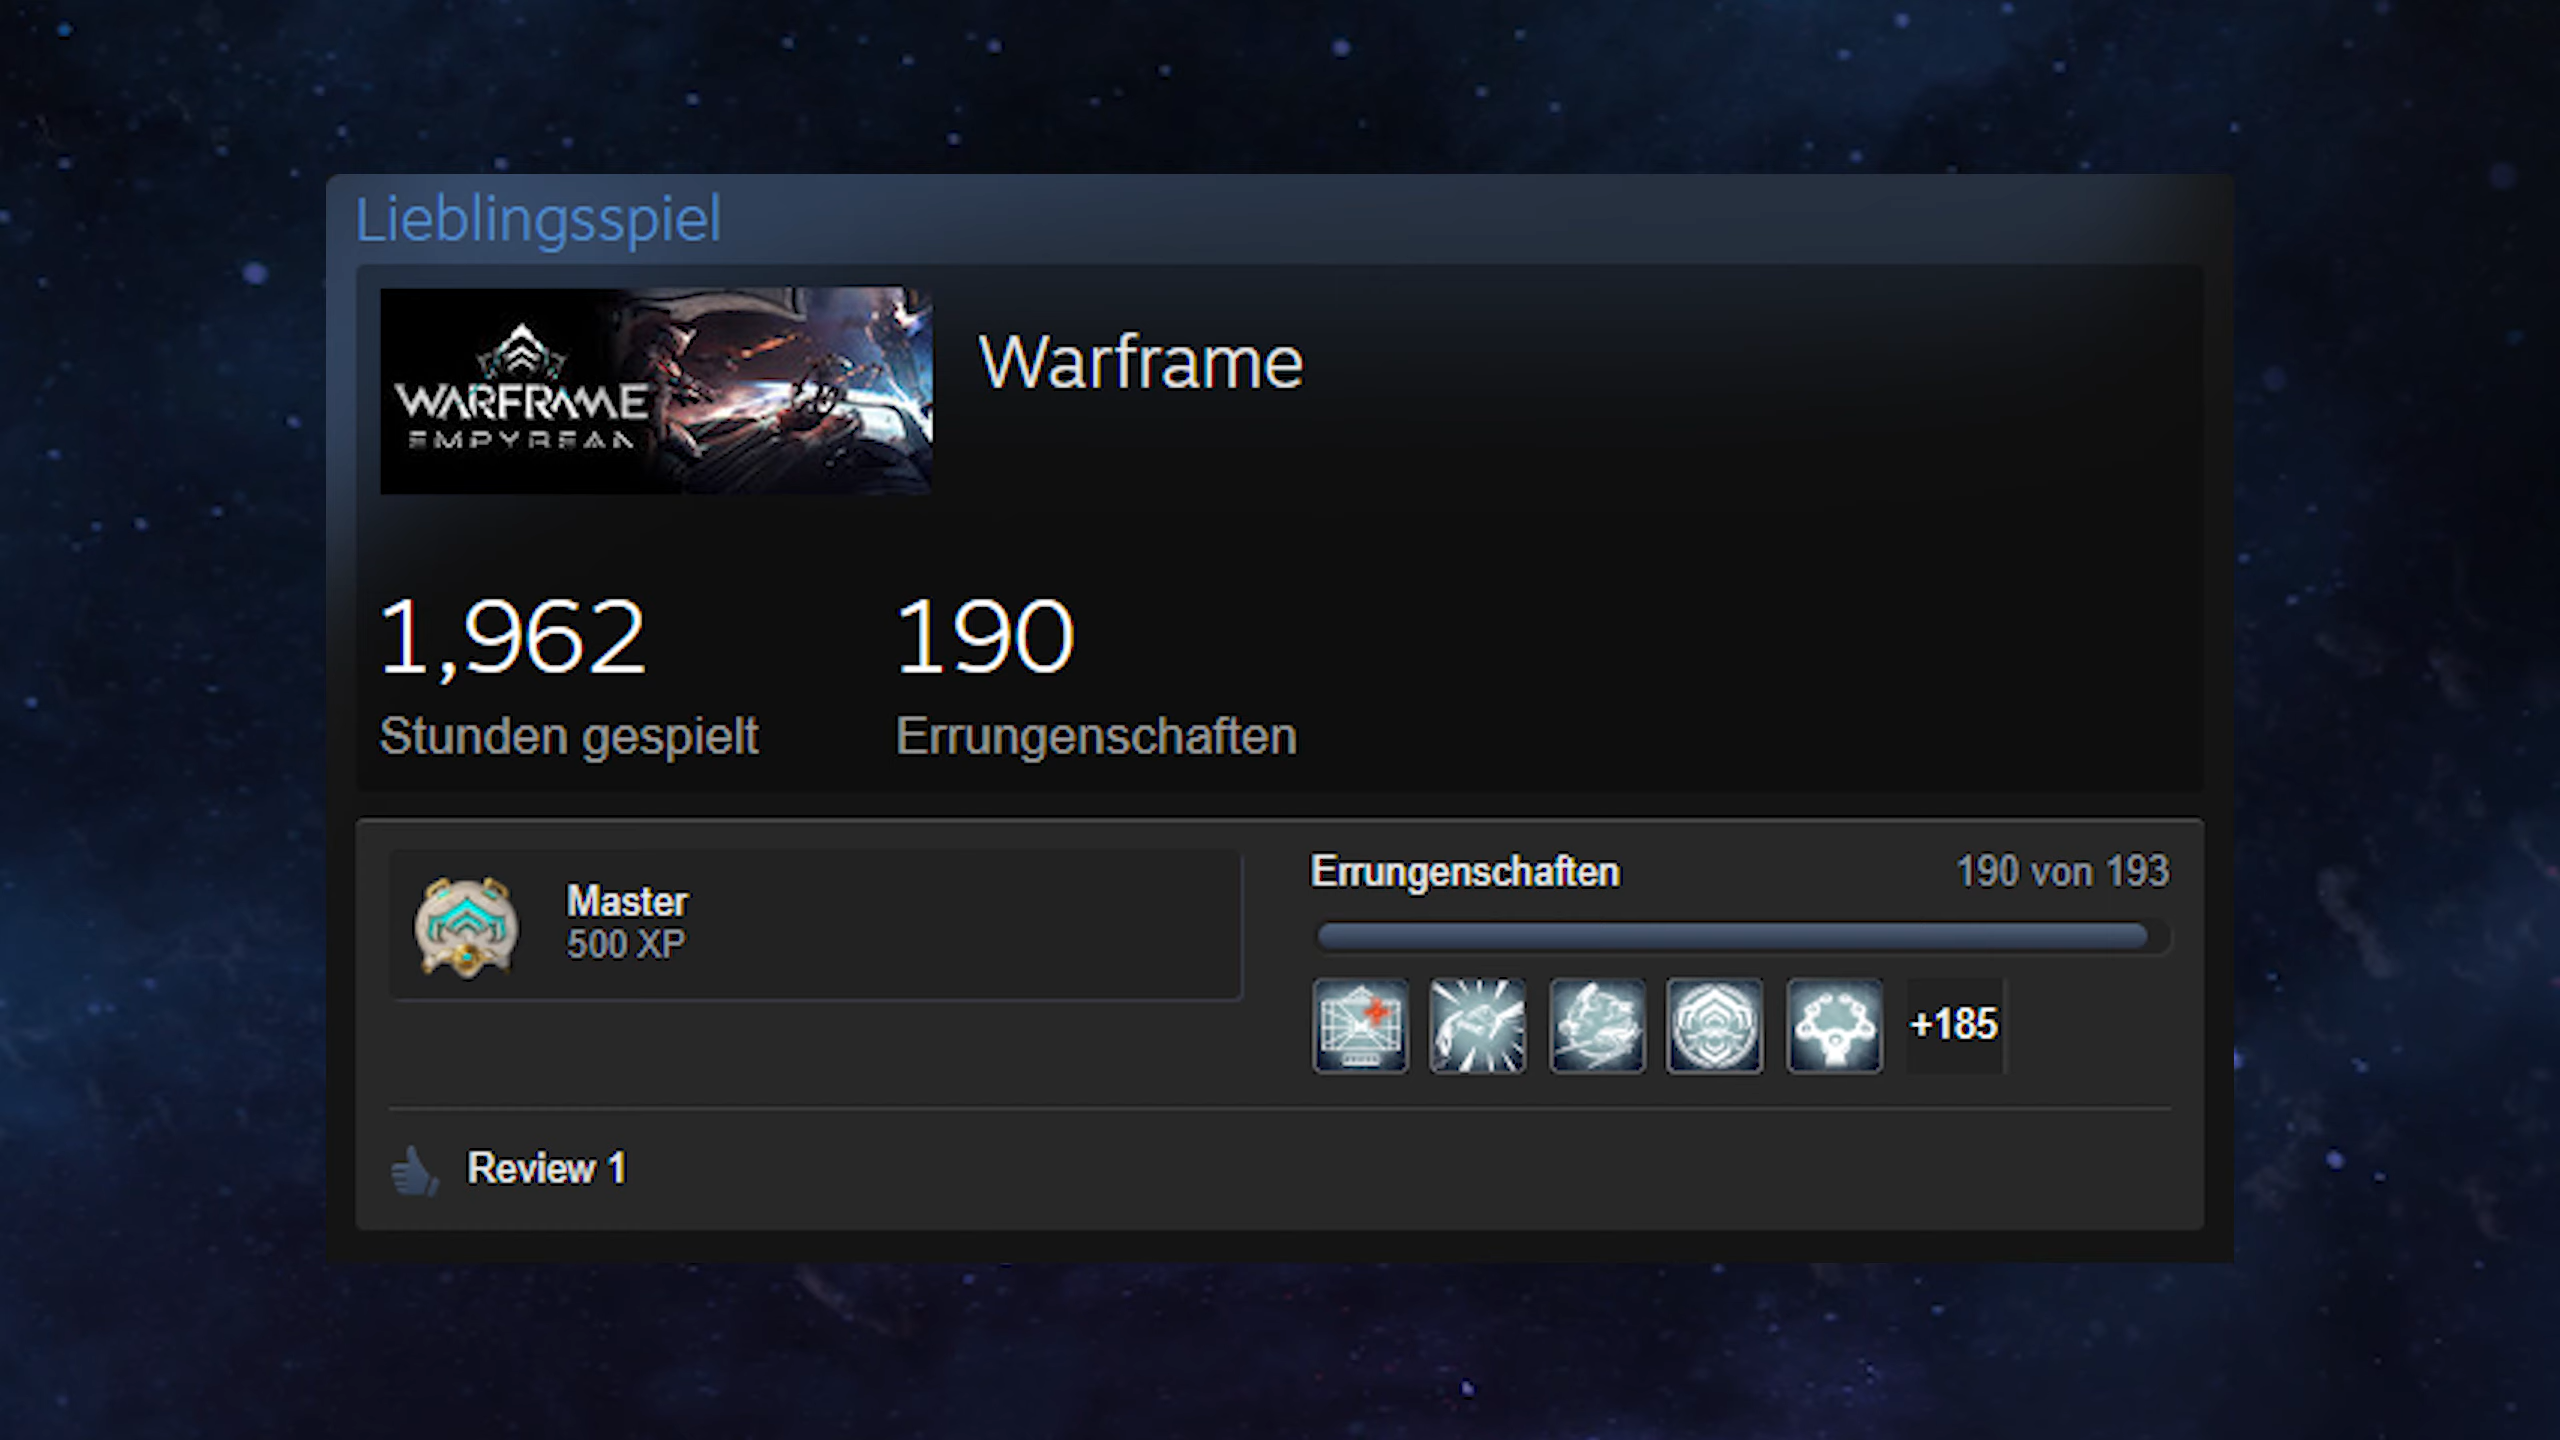 Lieblingsspiel
WARFRAME
EMPYREAN
Warframe
1,962
190
Stunden gespielt
Errungenschaften
Master
500 XP
Errungenschaften
190 von 193
+185
Review 1